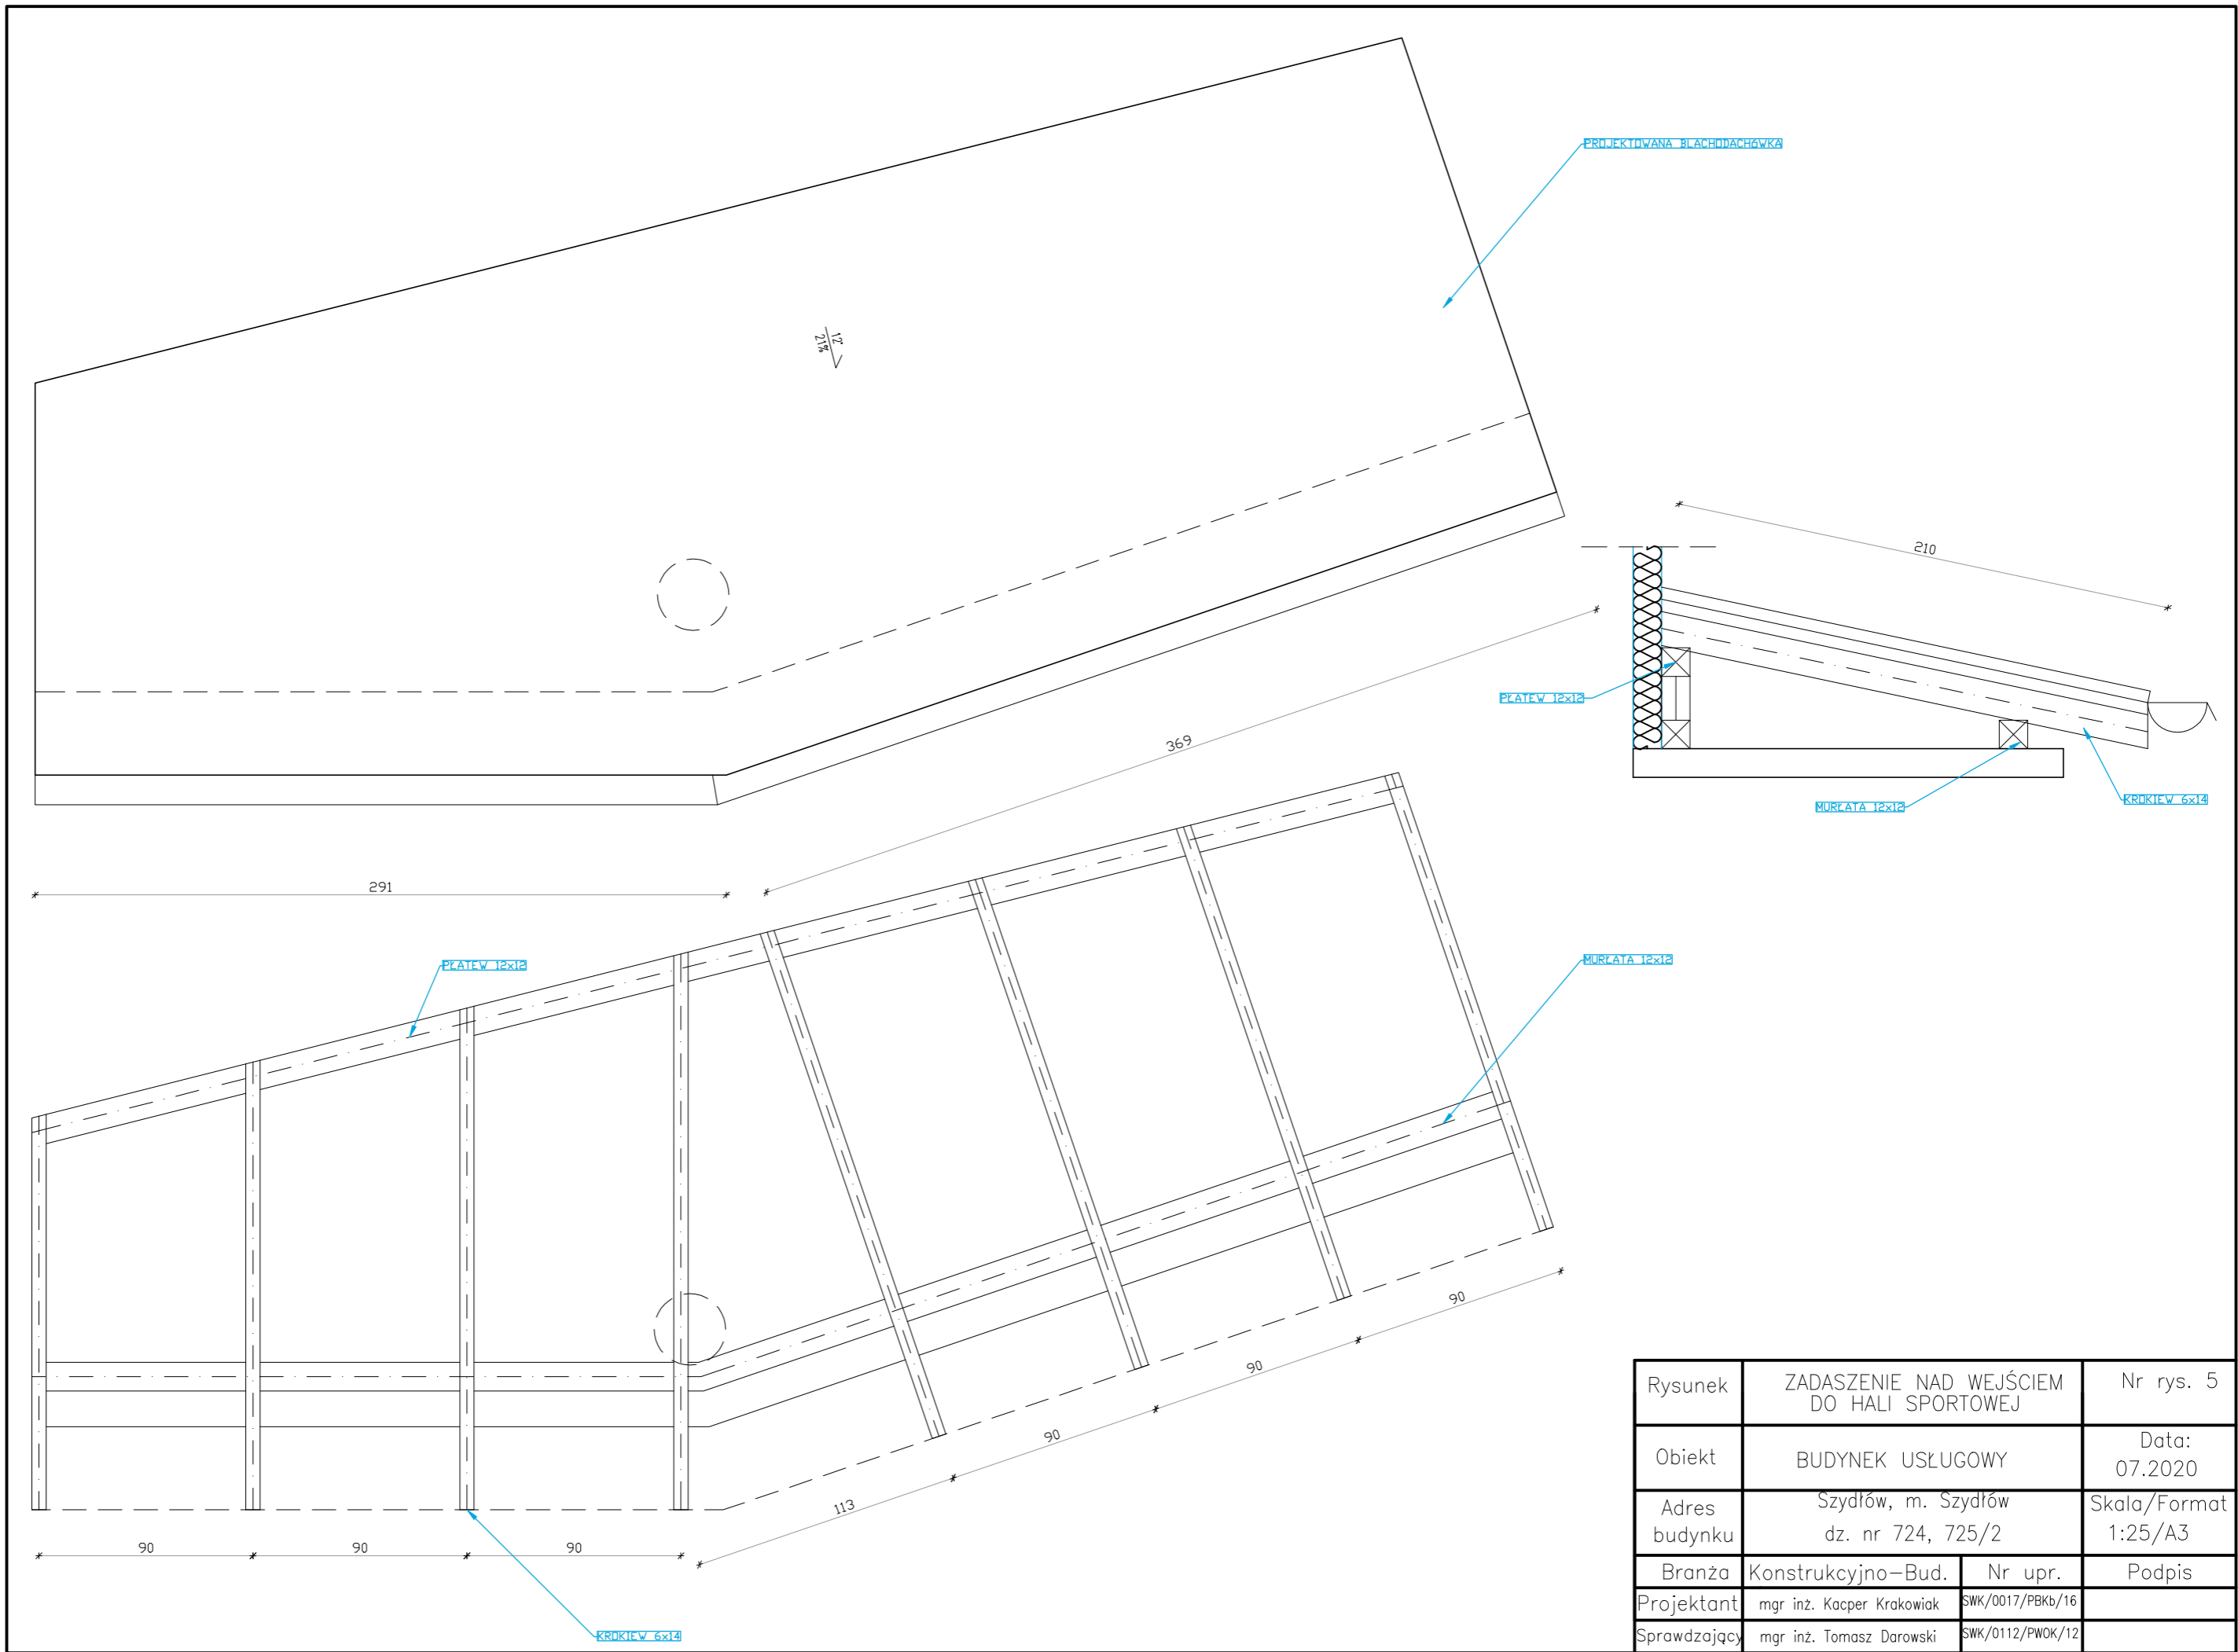 PROJEKTOWANA BLACHODACHÓWKA
12°
21%
210
PŁATEW 12x12
MURŁATA 12x12
KROKIEW 6x14
369
291
PŁATEW 12x12
MURŁATA 12x12
90
90
90
113
90
90
90
KROKIEW 6x14
Rysunek
ZADASZENIE NAD WEJŚCIEM
DO HALI SPORTOWEJ
Nr rys. 5
Obiekt
BUDYNEK USŁUGOWY
Data:
07.2020
Adres
budynku
Szydłów, m. Szydłów
dz. nr 724, 725/2
Skala/Format
1:25/A3
Branża
Konstrukcyjno-Bud.
Nr upr.
Podpis
Projektant
mgr inż. Kacper Krakowiak
SWK/0017/PBKb/16
Sprawdzający
mgr inż. Tomasz Darowski
SWK/0112/PWOK/12